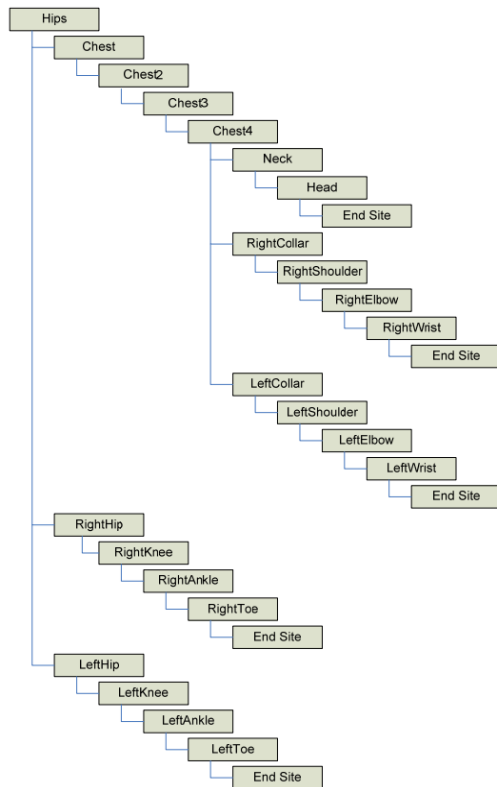 Hips
Chest
Chest2
Chest3
Chest4
Neck
Head
End Site
RightCollar
RightShoulder
RightElbow
RightWrist
End Site
LeftCollar
LeftShoulder
LeftElbow
LeftWrist
End Site
RightHip
RightKnee
RightAnkle
RightToe
End Site
LeftHip
LeftKnee
LeftAnkle
LeftToe
End Site